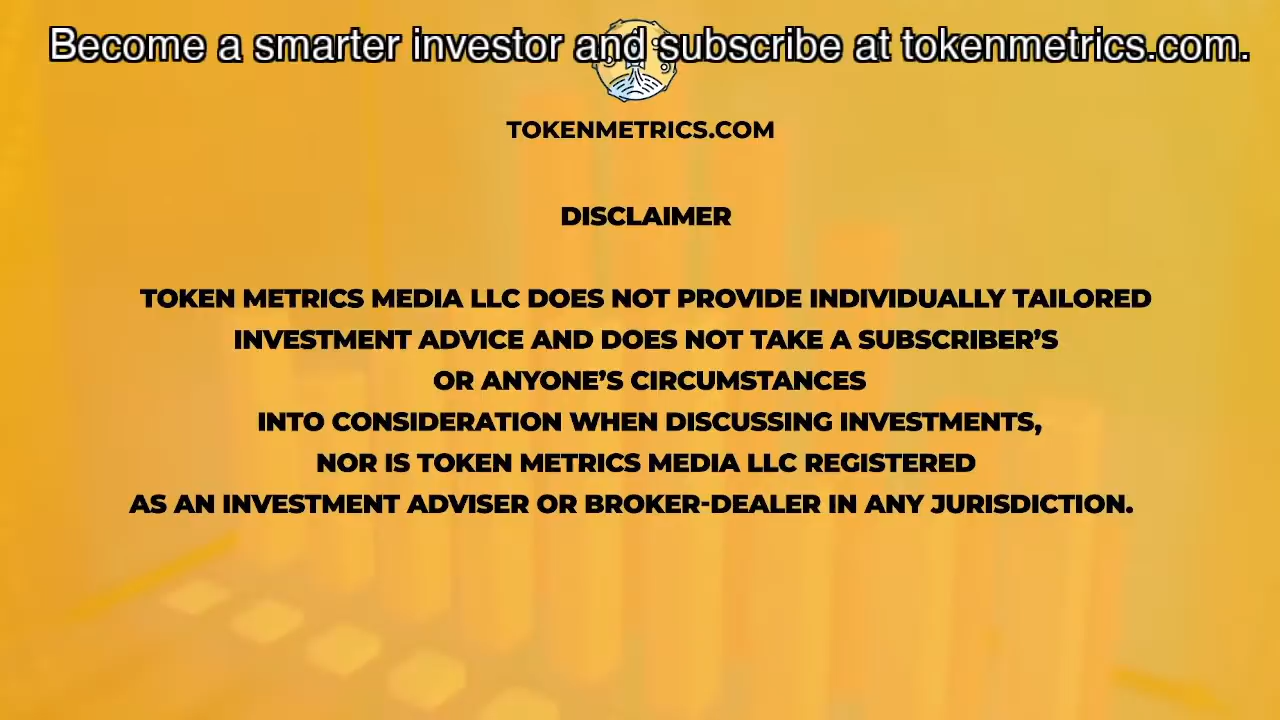 Become a smarter investor and subscribe at tokenmetrics.com.
TOKENMETRICS.COM
DISCLAIMER
TOKEN METRICS MEDIA LLC DOES NOT PROVIDE INDIVIDUALLY TAILORED
INVESTMENT ADVICE AND DOES NOT TAKE A SUBSCRIBER’S
OR ANYONE’S CIRCUMSTANCES
INTO CONSIDERATION WHEN DISCUSSING INVESTMENTS,
NOR IS TOKEN METRICS MEDIA LLC REGISTERED
AS AN INVESTMENT ADVISER OR BROKER-DEALER IN ANY JURISDICTION.